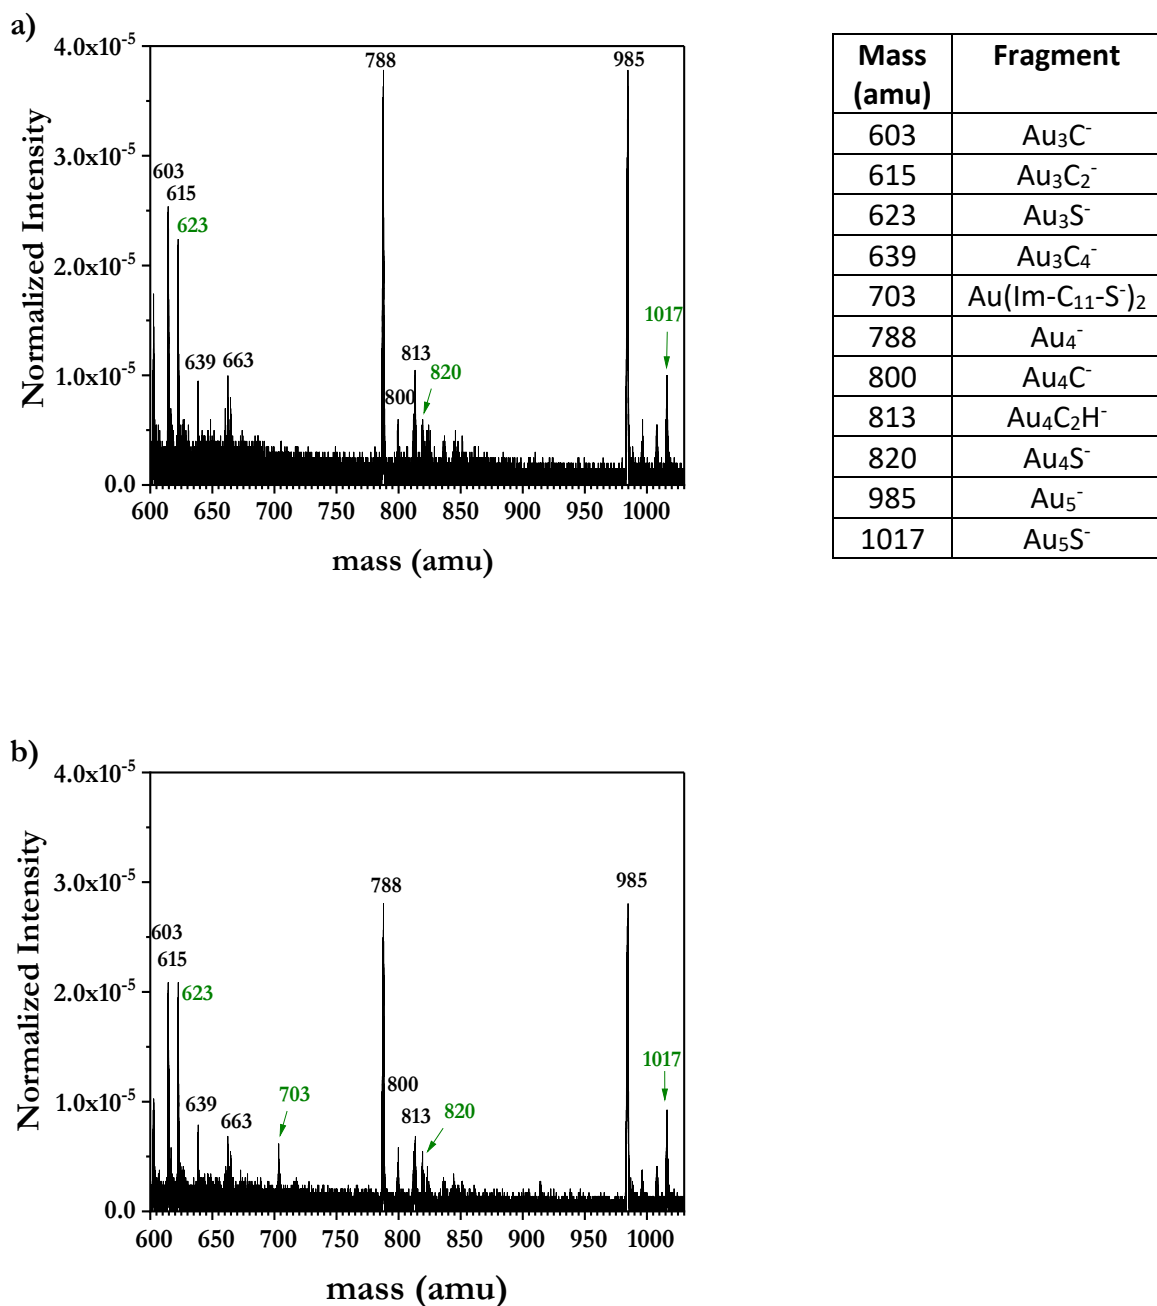 a)
4.0x10⁻⁵
3.0x10⁻⁵
2.0x10⁻⁵
1.0x10⁻⁵
0.0
Normalized Intensity
603
615
623
639
663
788
800
813
820
985
1017
600 650 700 750 800 850 900 950 1000
mass (amu)
Mass (amu) Fragment
603 Au₃C⁻
615 Au₃C₂⁻
623 Au₃S⁻
639 Au₃C₄⁻
703 Au(Im-C₁₁-S⁻)₂
788 Au₄⁻
800 Au₄C⁻
813 Au₄C₂H⁻
820 Au₄S⁻
985 Au₅⁻
1017 Au₅S⁻
b)
4.0x10⁻⁵
3.0x10⁻⁵
2.0x10⁻⁵
1.0x10⁻⁵
0.0
Normalized Intensity
603
615
623
639
663
703
788
800
813
820
985
1017
600 650 700 750 800 850 900 950 1000
mass (amu)